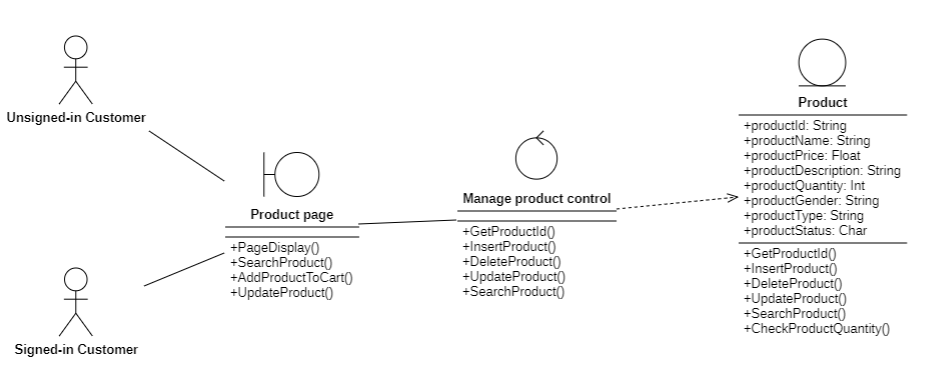 Unsigned-in Customer
Signed-in Customer
Product page
+PageDisplay()
+SearchProduct()
+AddProductToCart()
+UpdateProduct()
Manage product control
+GetProductId()
+InsertProduct()
+DeleteProduct()
+UpdateProduct()
+SearchProduct()
Product
+productId: String
+productName: String
+productPrice: Float
+productDescription: String
+productQuantity: Int
+productGender: String
+productType: String
+productStatus: Char
+GetProductId()
+InsertProduct()
+DeleteProduct()
+UpdateProduct()
+SearchProduct()
+CheckProductQuantity()